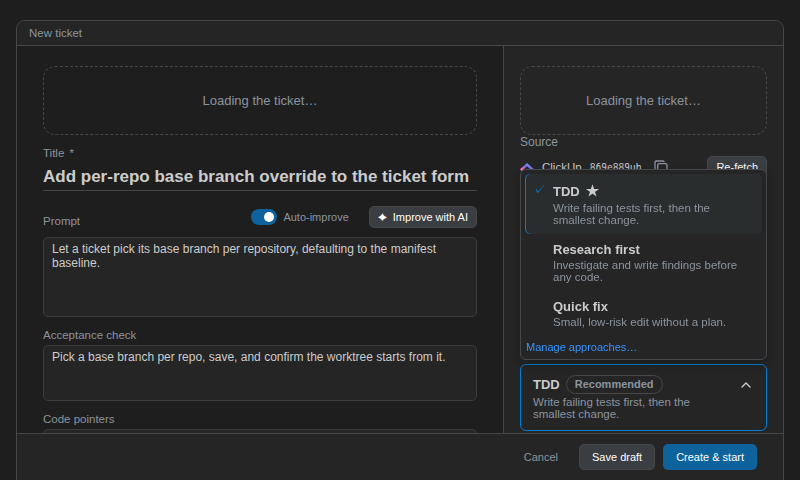 New ticket
Loading the ticket…
Title *
Add per-repo base branch override to the ticket form
Prompt
Auto-improve
Improve with AI
Let a ticket pick its base branch per repository, defaulting to the manifest
baseline.
Acceptance check
Pick a base branch per repo, save, and confirm the worktree starts from it.
Code pointers
Loading the ticket…
Source
ClickUp 869e889uh
Re-fetch
TDD ★
Write failing tests first, then the
smallest change.
Research first
Investigate and write findings before
any code.
Quick fix
Small, low-risk edit without a plan.
Manage approaches…
TDD Recommended
Write failing tests first, then the
smallest change.
Cancel
Save draft
Create & start